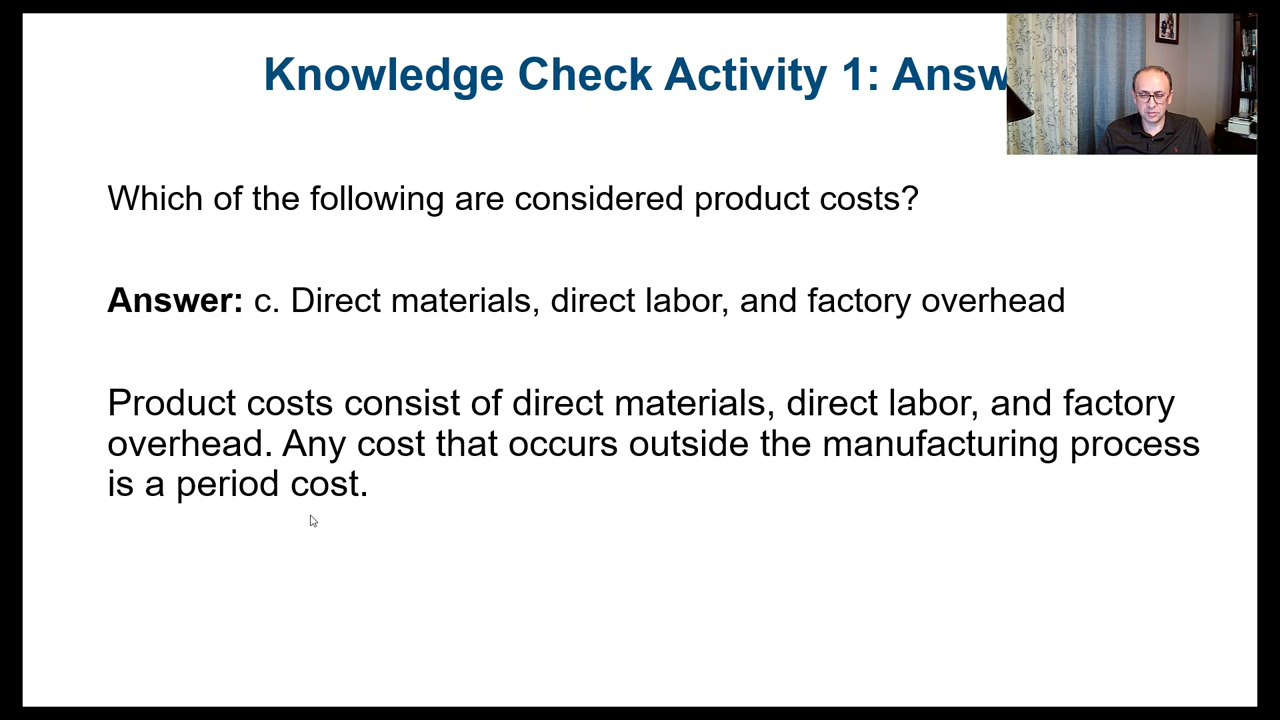 Knowledge Check Activity 1: Answ
Which of the following are considered product costs?
Answer: c. Direct materials, direct labor, and factory overhead
Product costs consist of direct materials, direct labor, and factory
overhead. Any cost that occurs outside the manufacturing process
is a period cost.